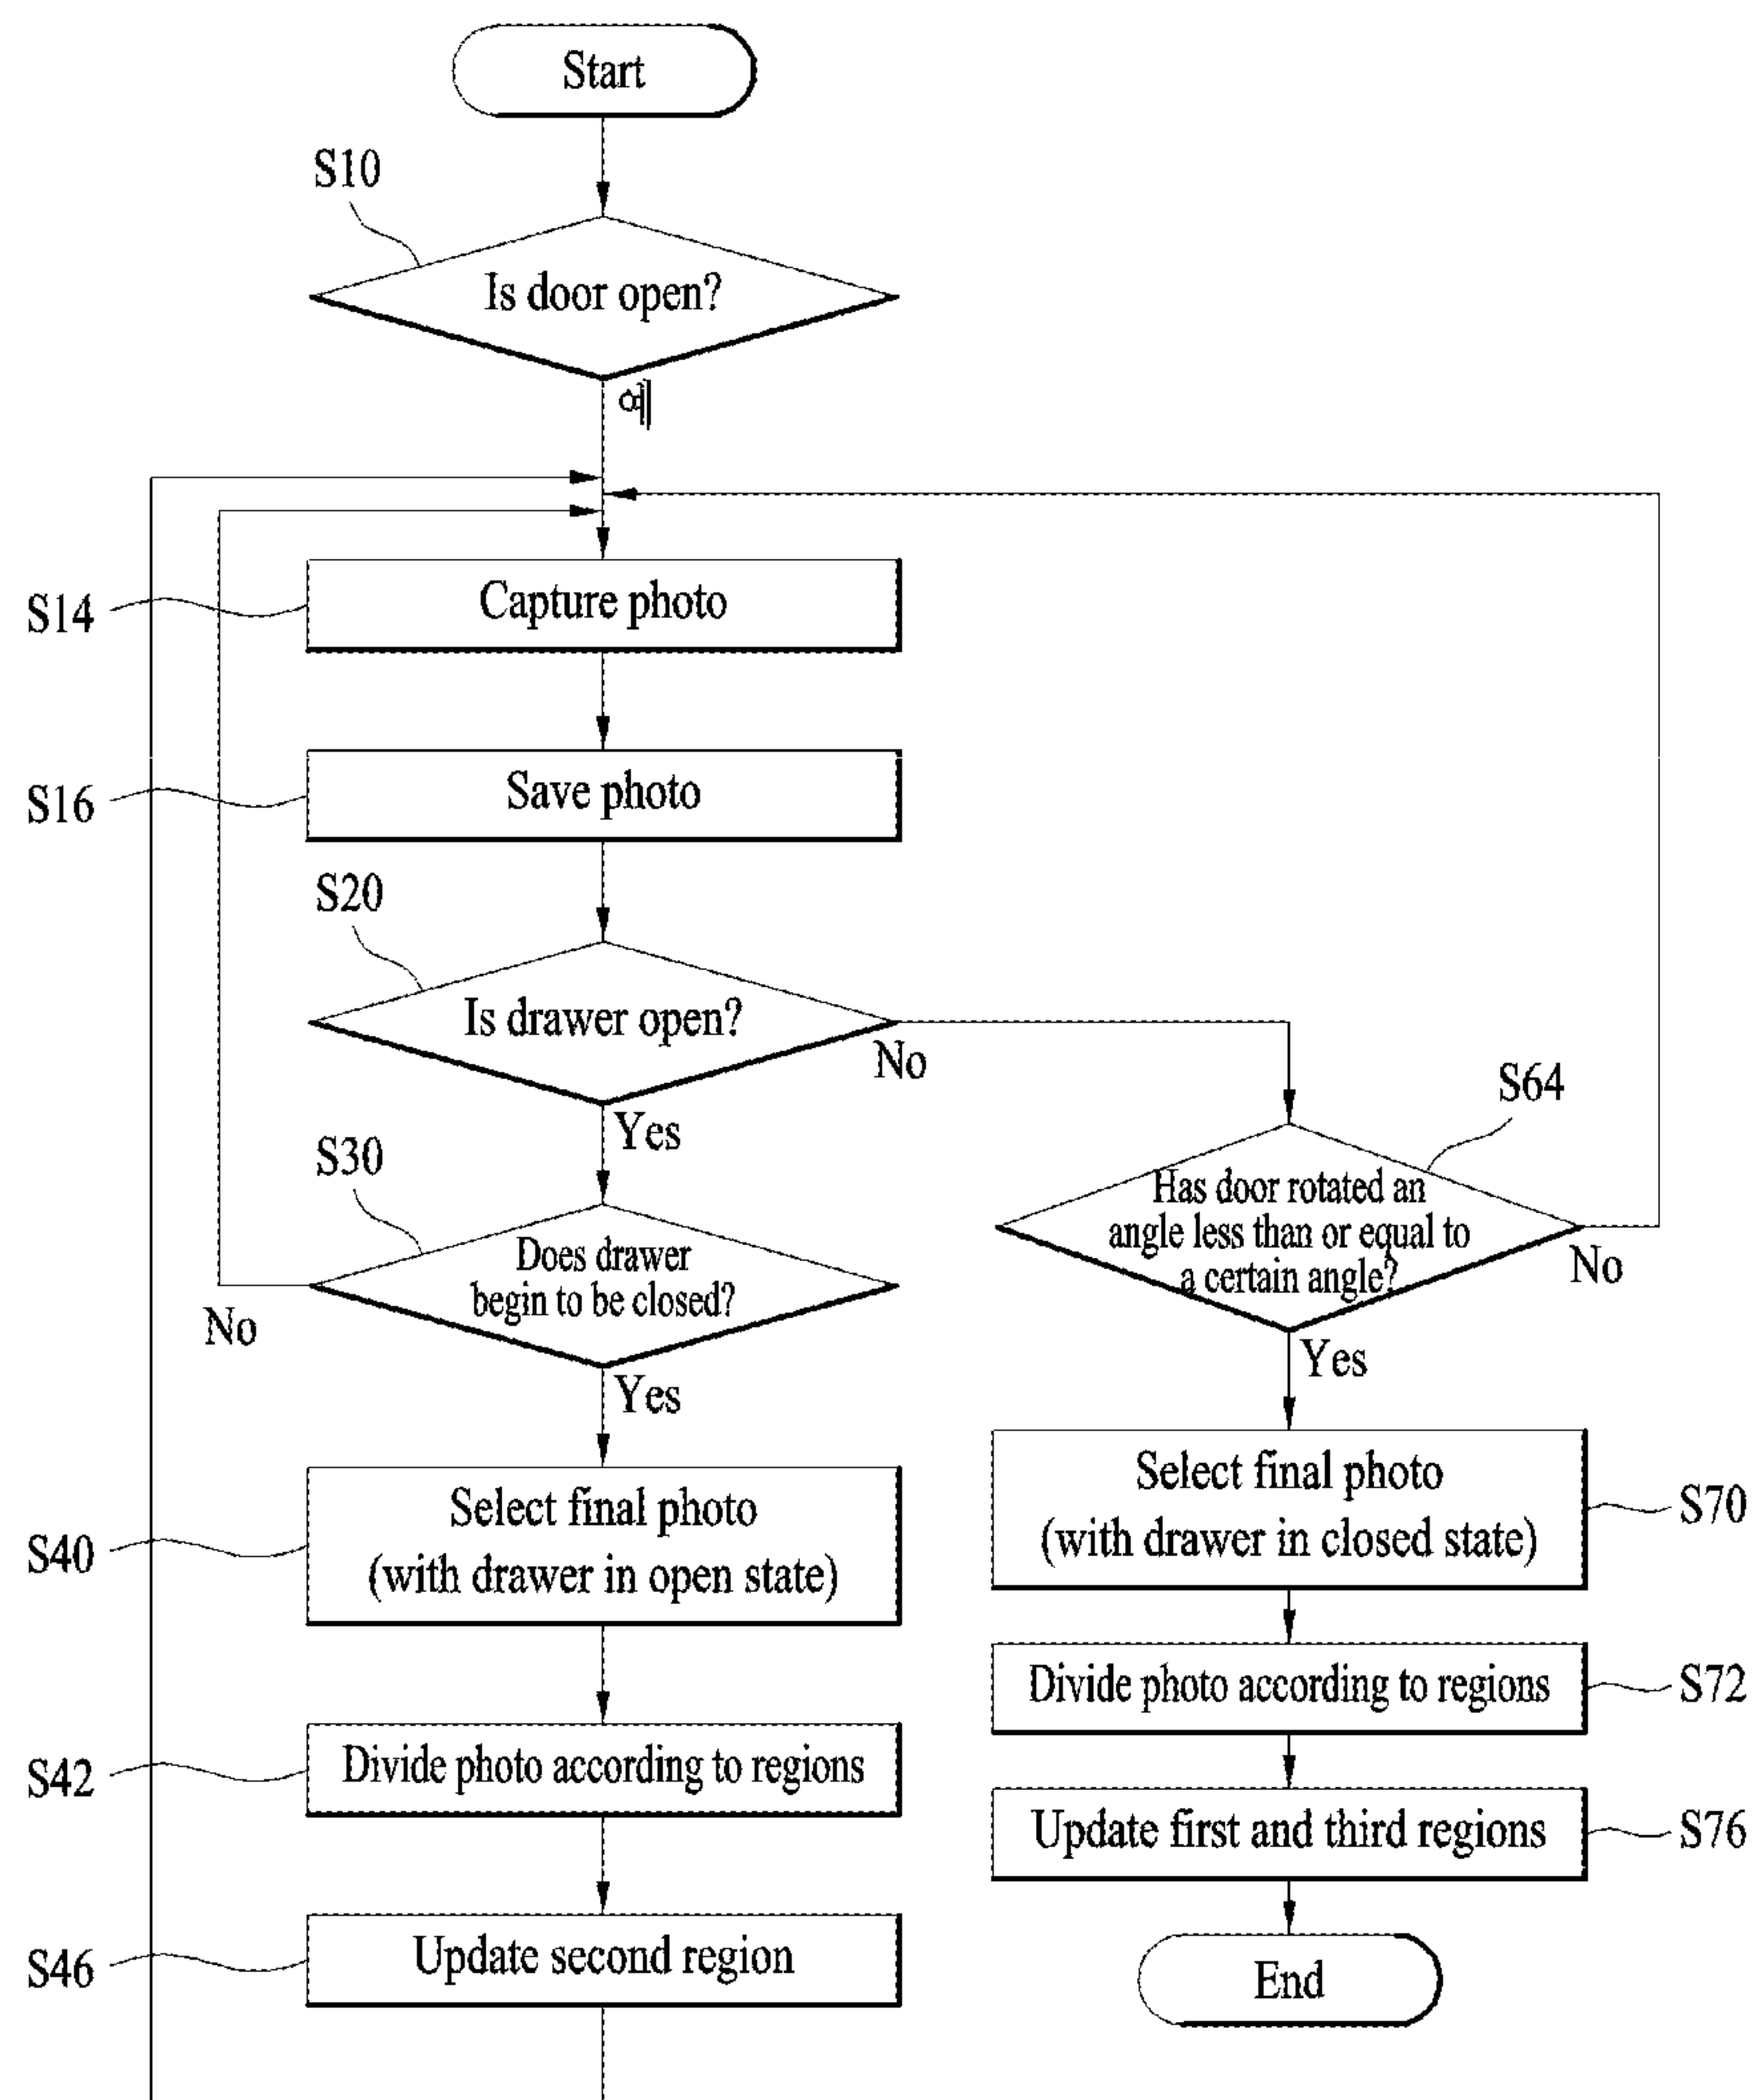 Start
S10
Is door open?
예
S14
Capture photo
S16
Save photo
S20
Is drawer open?
No
Yes
S64
Has door rotated an
angle less than or equal to
a certain angle?
No
Yes
S30
Does drawer
begin to be closed?
No
Yes
S40
Select final photo
(with drawer in open state)
S42
Divide photo according to regions
S46
Update second region
Select final photo
(with drawer in closed state)
S70
Divide photo according to regions
S72
Update first and third regions
S76
End